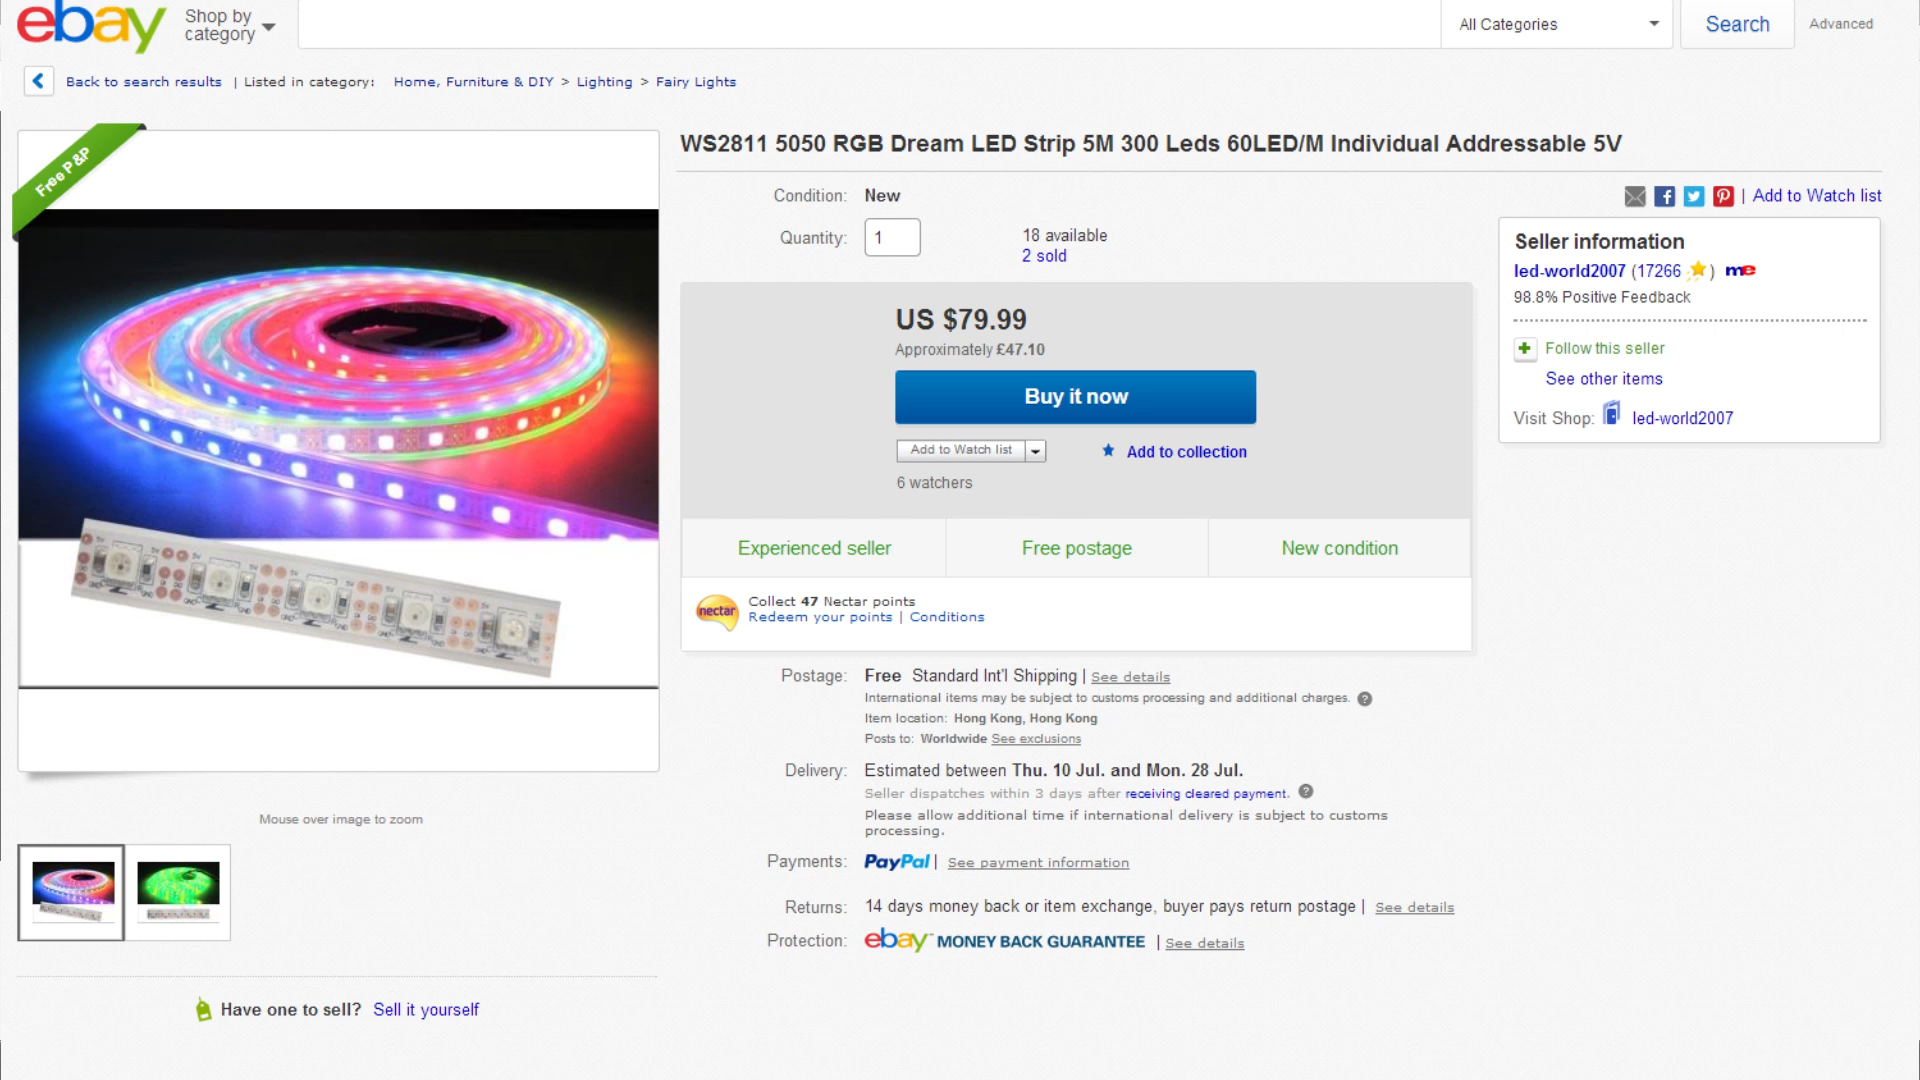 ebay
Shop by
category
All Categories
Search
Advanced
Back to search results | Listed in category: Home, Furniture & DIY > Lighting > Fairy Lights
Free P&P
WS2811 5050 RGB Dream LED Strip 5M 300 Leds 60LED/M Individual Addressable 5V
Condition: New
Quantity: 1
18 available
2 sold
| Add to Watch list
Seller information
led-world2007 (17266 ) me
98.8% Positive Feedback
Follow this seller
See other items
Visit Shop: led-world2007
US $79.99
Approximately £47.10
Buy it now
Add to Watch list
Add to collection
6 watchers
Experienced seller
Free postage
New condition
nectar
Collect 47 Nectar points
Redeem your points | Conditions
Postage: Free Standard Int'l Shipping | See details
International items may be subject to customs processing and additional charges. ?
Item location: Hong Kong, Hong Kong
Posts to: Worldwide See exclusions
Delivery: Estimated between Thu. 10 Jul. and Mon. 28 Jul.
Seller dispatches within 3 days after receiving cleared payment. ?
Please allow additional time if international delivery is subject to customs
processing.
Payments: PayPal | See payment information
Returns: 14 days money back or item exchange, buyer pays return postage | See details
Protection: ebay™ MONEY BACK GUARANTEE | See details
Mouse over image to zoom
Have one to sell? Sell it yourself